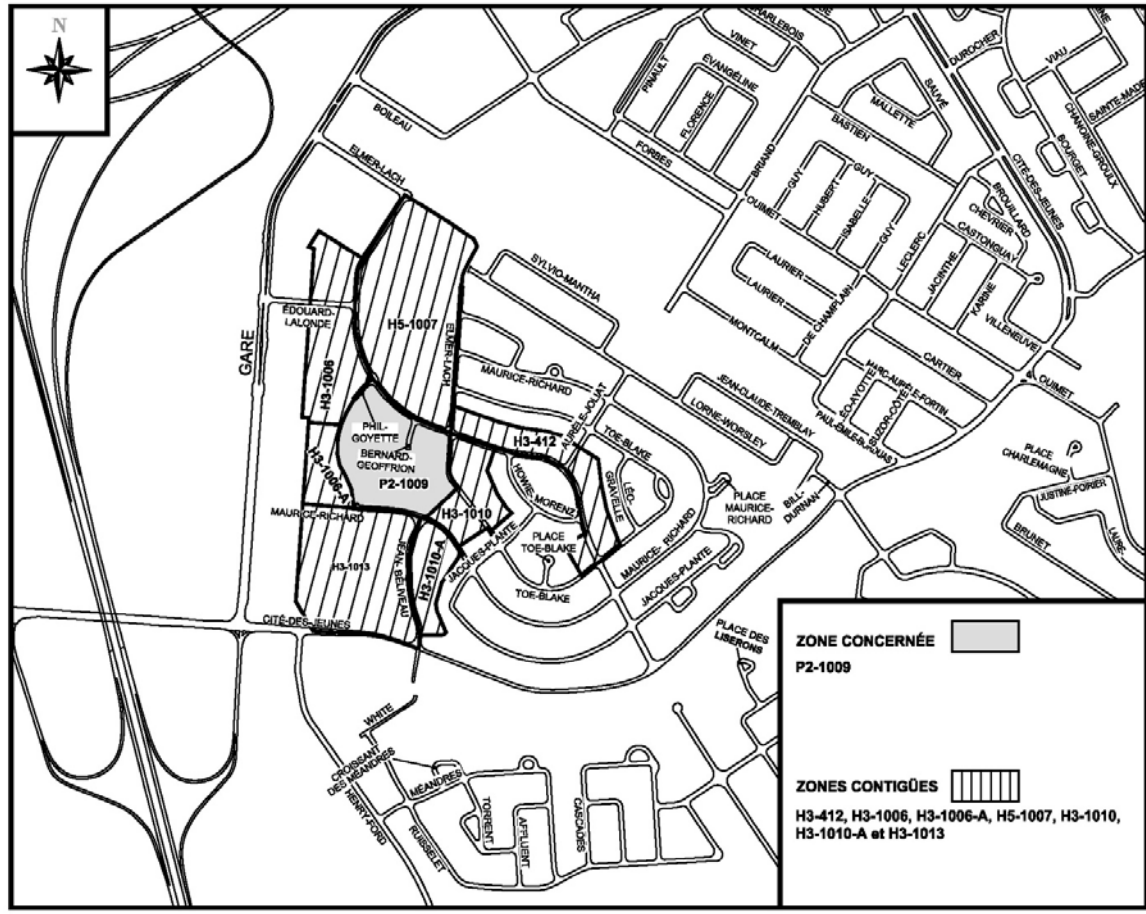 N
CHARLEBOIS
VINET
PINAULT
ÉVANGÉLINE
FLORENCE
FORBES
BRIAND
SAUVÉ
MALLETTE
BASTIEN
DUROCHER
VIAU
SAINTE-MADE
CHANOINE-GROULX
BOURGET
CITÉ-DES-JEUNES
BOILEAU
ELMER-LACH
GUY
HUBERT
GUY
ISABELLE
GUY
OUIMET
LECLERC
BROUILLARD
CHEVRIER
CASTONGUAY
JACINTHE
KARINE
VILLENEUVE
LAURIER
LAURIER
DE CHAMPLAIN
MONTCALM
SYLVIO-MANTHA
CARTIER
OUIMET
ÉDOUARD-
LALONDE
GARE
H5-1007
ELMER-LACH
H3-1006
MAURICE-RICHARD
AURÈLE-JOLIAT
JEAN-CLAUDE-TREMBLAY
LORNE-WORSLEY
LÉO-AYOTTE
MARC-AURÈLE-FORTIN
SUZOR-CÔTÉ
PAUL-ÉMILE-BORDUAS
PHIL-
GOYETTE
BERNARD-
GEOFFRION
P2-1009
H3-412
TOE-BLAKE
HOWIE-MORENZ
LÉO-
GRAVELLE
PLACE
MAURICE-
RICHARD
BILL-
DURNAN
PLACE
CHARLEMAGNE
JUSTINE-POIRIER
BRUNET
LAURE-
H3-1006-A
MAURICE-RICHARD
H3-1010
JACQUES-PLANTE
PLACE
TOE-BLAKE
TOE-BLAKE
MAURICE- RICHARD
JACQUES-PLANTE
H3-1013
JEAN- BÉLIVEAU
H3-1010-A
CITÉ-DES-JEUNES
PLACE DES
LISERONS
WHITE
CROISSANT
DES MÉANDRES
MÉANDRES
HENRY-FORD
RUISSELET
TORRENT
AFFLUENT
CASCADES
ZONE CONCERNÉE
P2-1009
ZONES CONTIGÜES
H3-412, H3-1006, H3-1006-A, H5-1007, H3-1010,
H3-1010-A et H3-1013